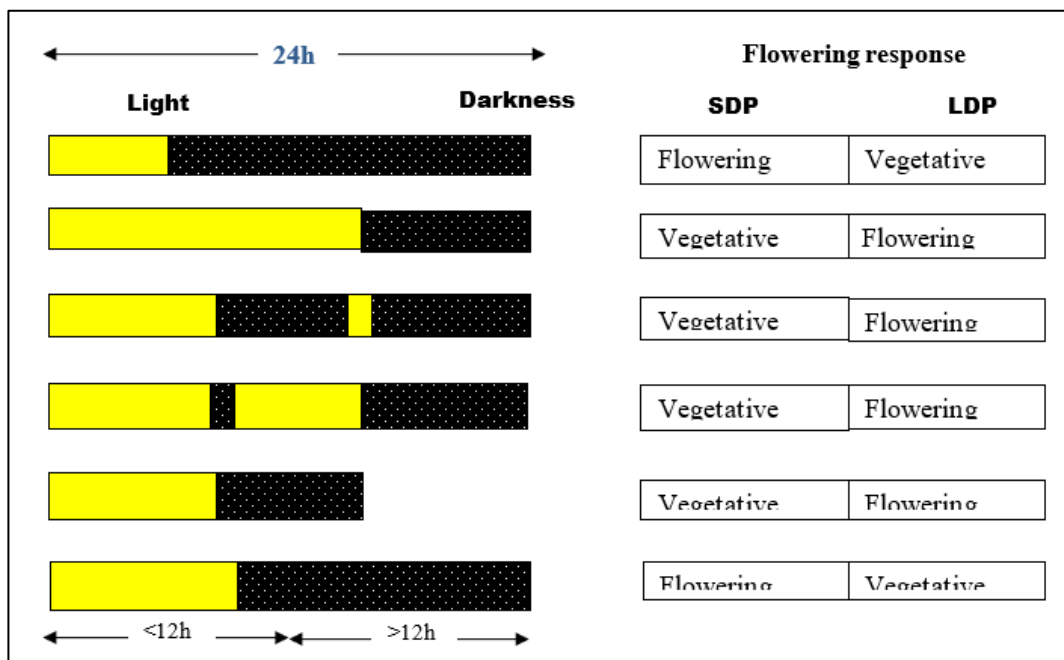 24h
Flowering response
Light Darkness SDP LDP
Flowering Vegetative
Vegetative Flowering
Vegetative Flowering
Vegetative Flowering
Vegetative Flowering
Flowering Vegetative
<12h >12h